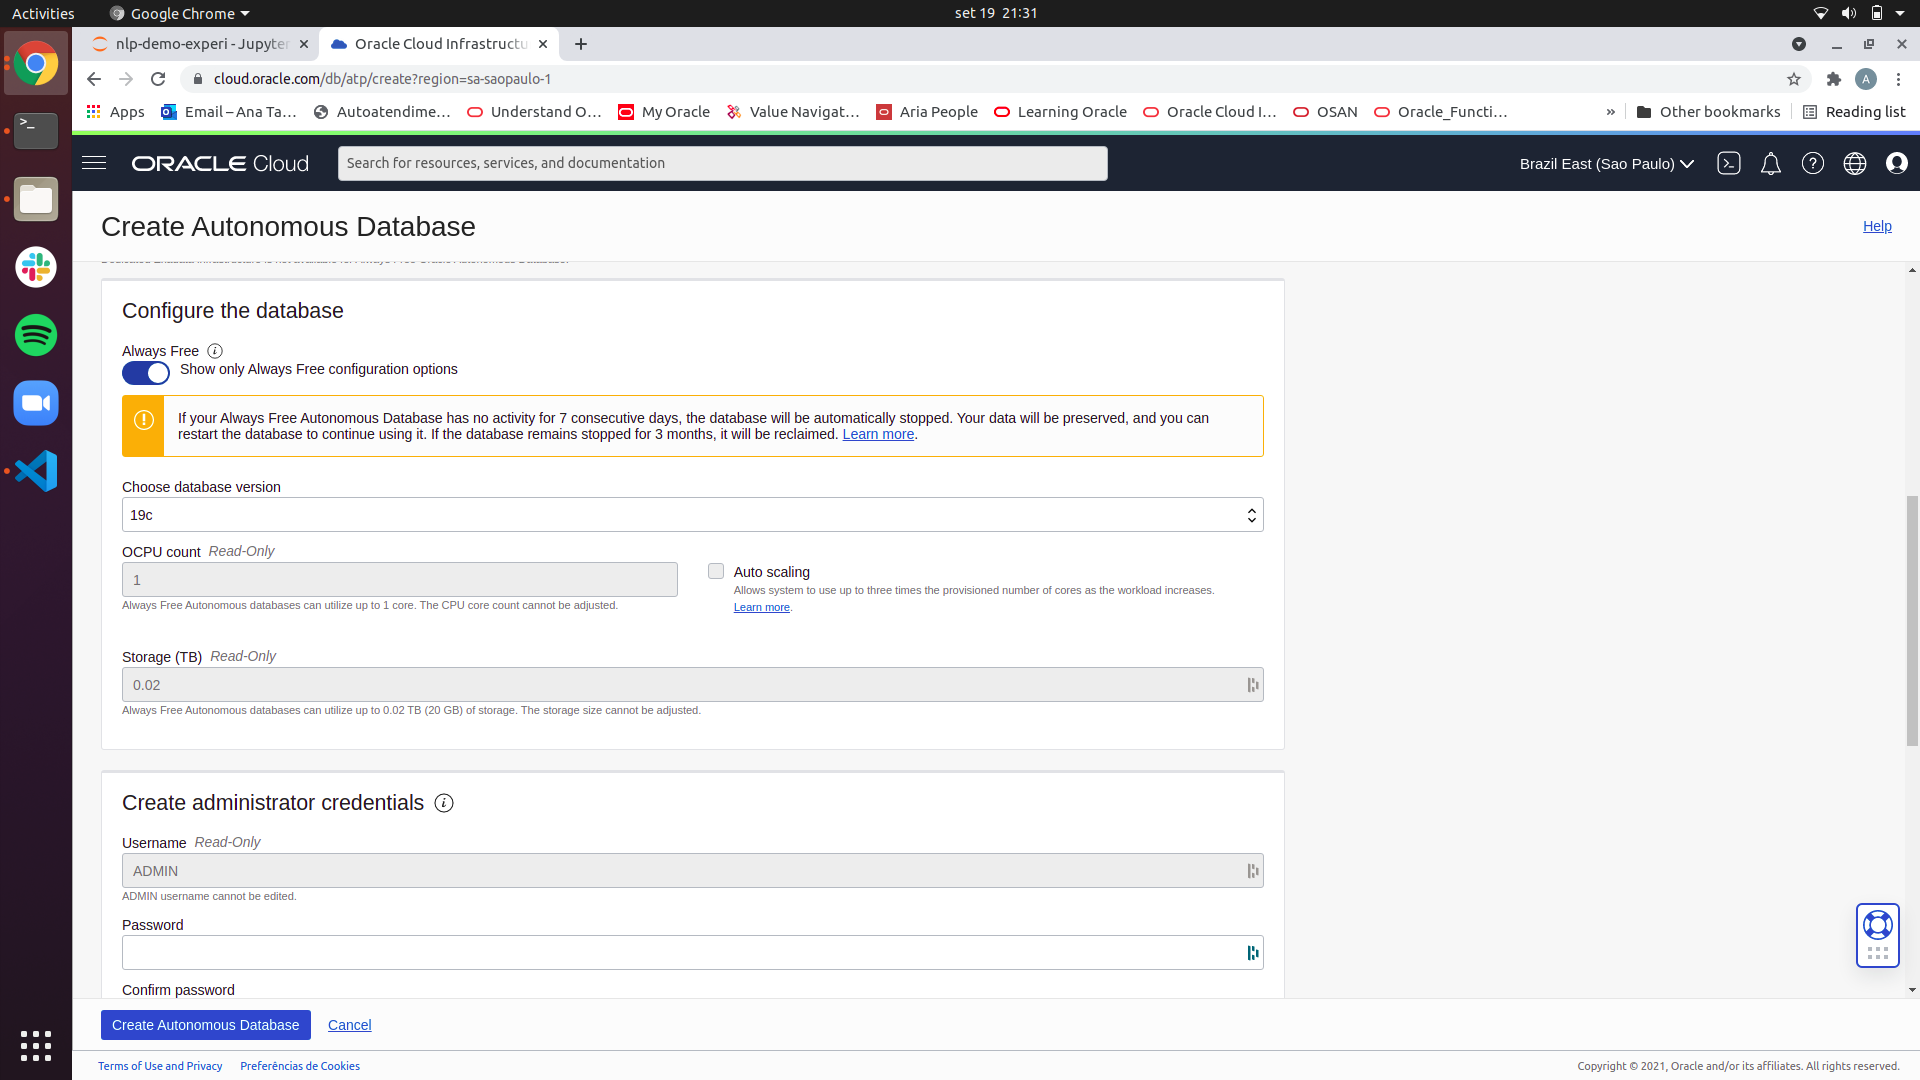 Activities
Google Chrome
set 19 21:31
nlp-demo-experi - Jupyter
Oracle Cloud Infrastructu
cloud.oracle.com/db/atp/create?region=sa-saopaulo-1
A
Apps
Email – Ana Ta…
Autoatendime…
Understand O…
My Oracle
Value Navigat…
Aria People
Learning Oracle
Oracle Cloud I…
OSAN
Oracle_Functi…
»
Other bookmarks
Reading list
ORACLE Cloud
Search for resources, services, and documentation
Brazil East (Sao Paulo)
Create Autonomous Database
Help
Configure the database
Always Free
Show only Always Free configuration options
If your Always Free Autonomous Database has no activity for 7 consecutive days, the database will be automatically stopped. Your data will be preserved, and you can
restart the database to continue using it. If the database remains stopped for 3 months, it will be reclaimed. Learn more.
Choose database version
19c
OCPU count Read-Only
1
Always Free Autonomous databases can utilize up to 1 core. The CPU core count cannot be adjusted.
Auto scaling
Allows system to use up to three times the provisioned number of cores as the workload increases.
Learn more.
Storage (TB) Read-Only
0.02
Always Free Autonomous databases can utilize up to 0.02 TB (20 GB) of storage. The storage size cannot be adjusted.
Create administrator credentials
Username Read-Only
ADMIN
ADMIN username cannot be edited.
Password
Confirm password
Create Autonomous Database
Cancel
Terms of Use and Privacy
Preferências de Cookies
Copyright © 2021, Oracle and/or its affiliates. All rights reserved.